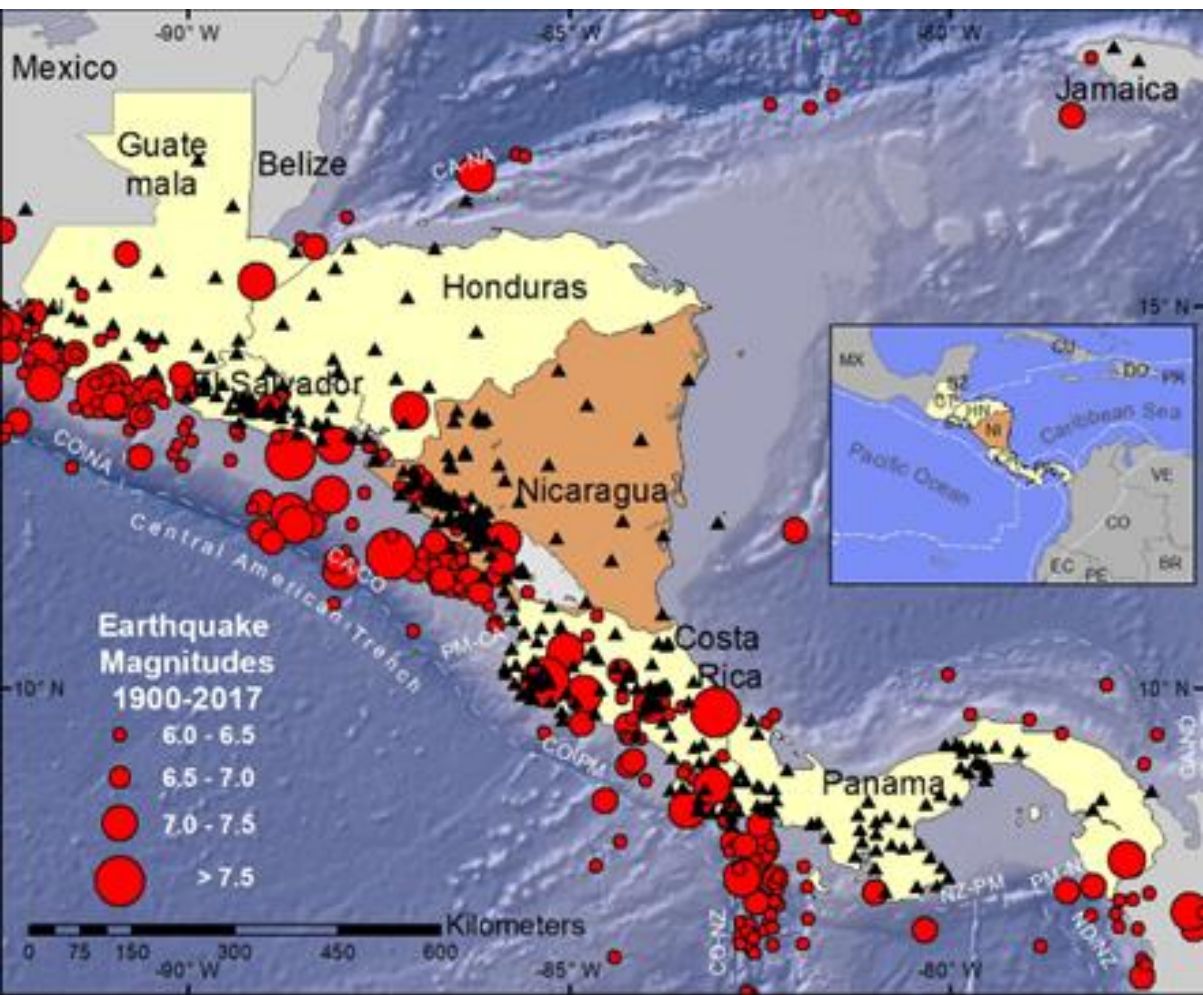 -90° W
-85° W
-80° W
Mexico
Jamaica
Guate
mala
Belize
CA-NA
Honduras
15° N
El Salvador
CO-NA
Nicaragua
Central American Trench
CA-CO
PM-CA
MX
CU
DO
PR
BZ
GT
HN
NI
Caribbean Sea
Pacific Ocean
VE
CO
EC
PE
BR
Earthquake
Magnitudes
1900-2017
6.0 - 6.5
6.5 - 7.0
7.0 - 7.5
> 7.5
Costa
Rica
10° N
10° N
CO-PM
Panama
NZ-PM
CO-NZ
ND-NZ
Kilometers
0 75 150 300 450 600
-90° W
-85° W
-80° W